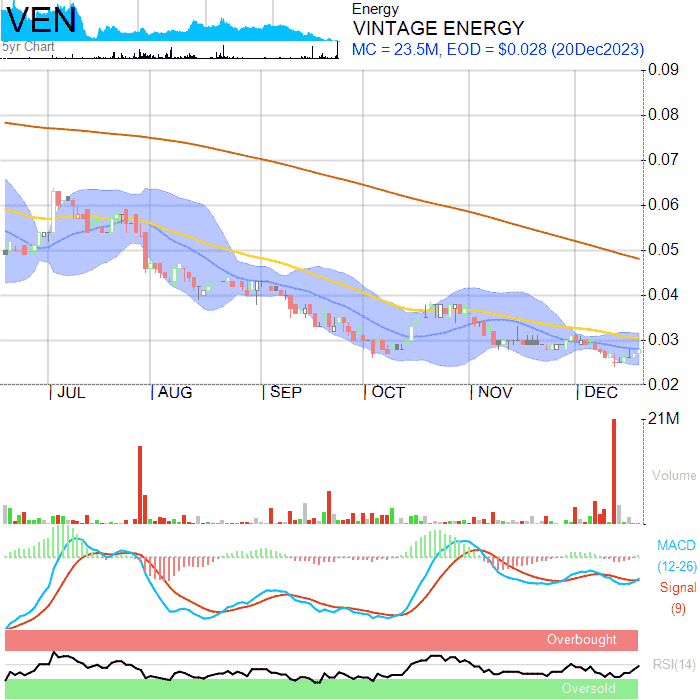 VEN
5yr Chart
Energy
VINTAGE ENERGY
MC = 23.5M, EOD = $0.028 (20Dec2023)
0.09
0.08
0.07
0.06
0.05
0.04
0.03
0.02
JUL AUG SEP OCT NOV DEC
21M
Volume
MACD
(12-26)
Signal
(9)
Overbought
RSI(14)
Oversold